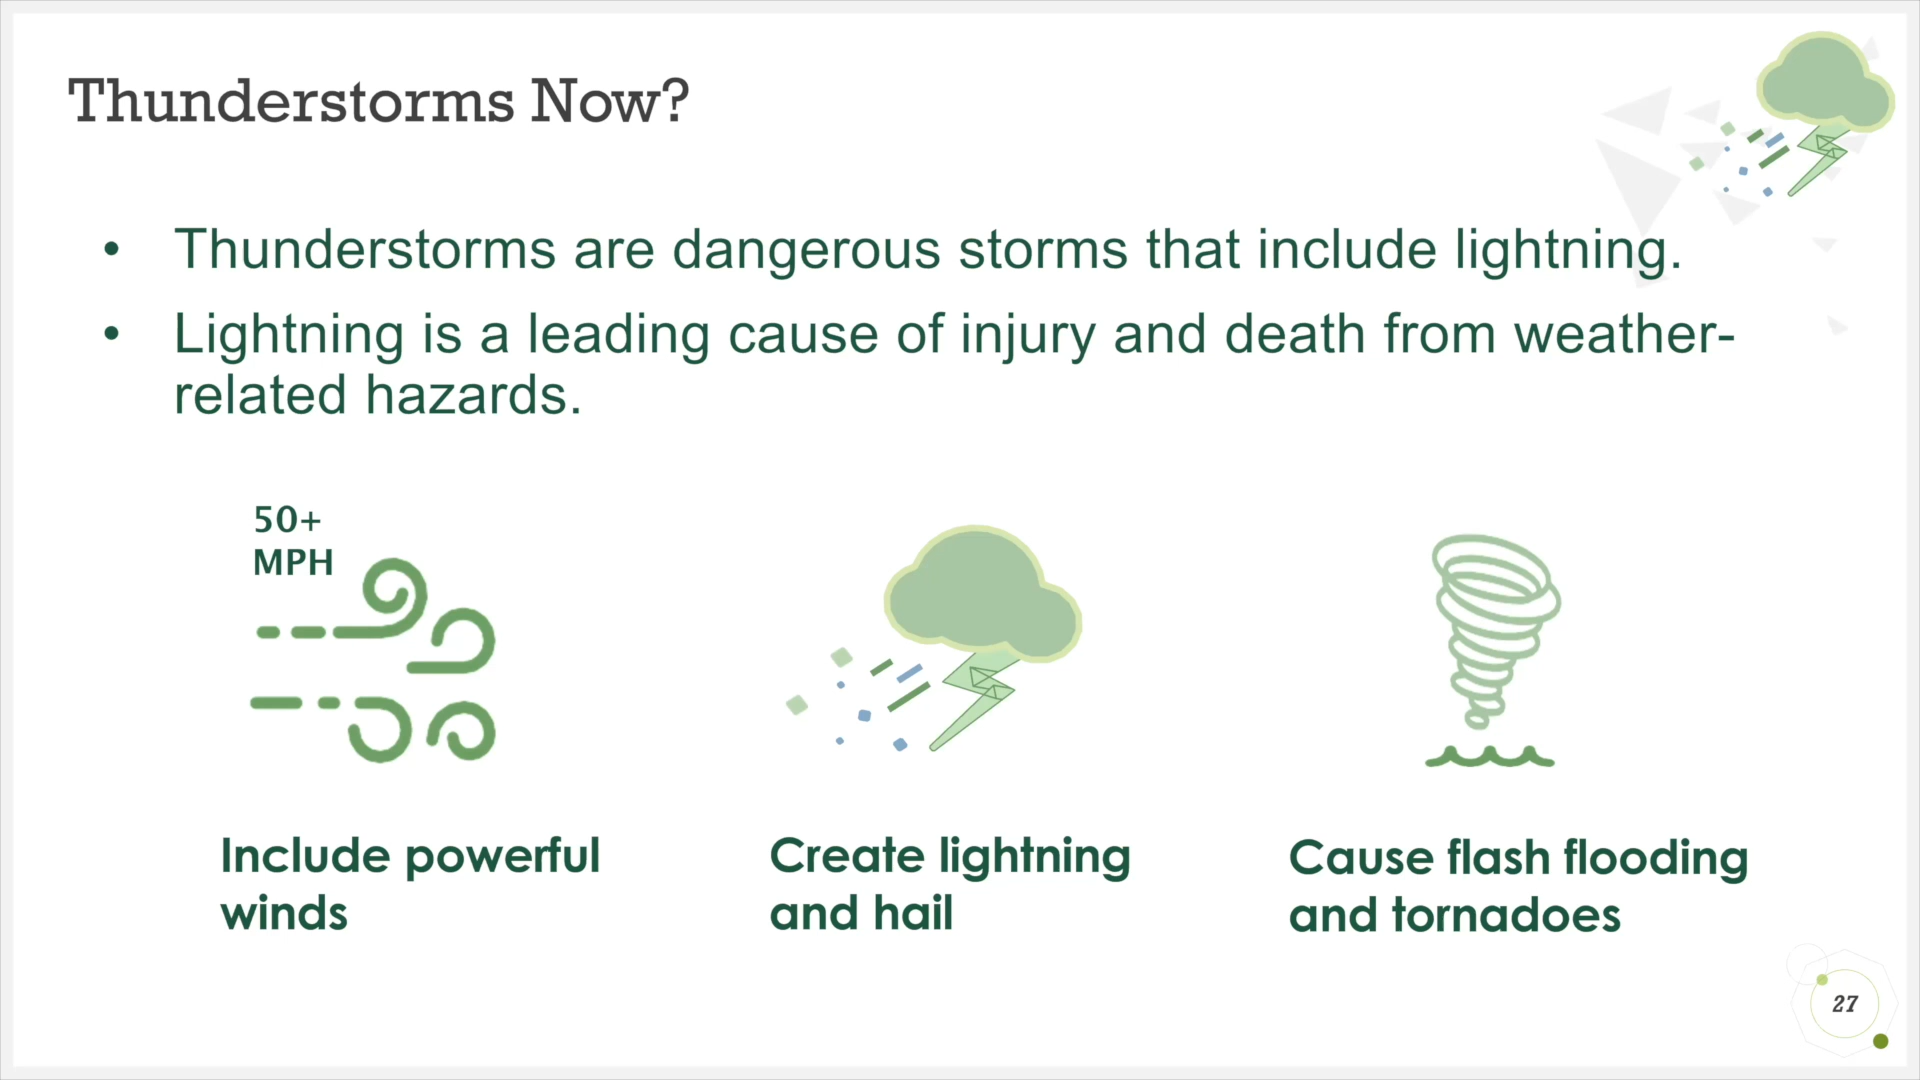 Thunderstorms Now?
• Thunderstorms are dangerous storms that include lightning.
• Lightning is a leading cause of injury and death from weather-
related hazards.
50+
MPH
Include powerful
winds
Create lightning
and hail
Cause flash flooding
and tornadoes
27